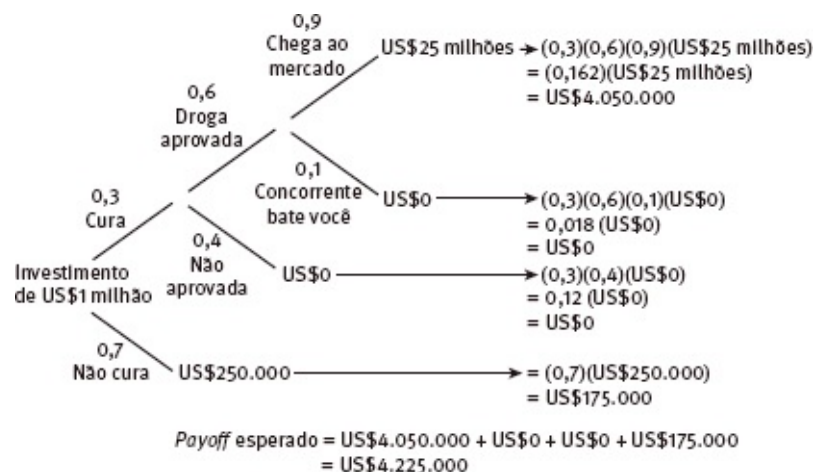 0,9
Chega ao
mercado
US$25 milhões
(0,3)(0,6)(0,9)(US$25 milhões)
= (0,162)(US$25 milhões)
= US$4.050.000
0,6
Droga
aprovada
0,1
Concorrente
bate você
US$0
(0,3)(0,6)(0,1)(US$0)
= 0,018 (US$0)
= US$0
0,3
Cura
0,4
Não
aprovada
US$0
(0,3)(0,4)(US$0)
= 0,12 (US$0)
= US$0
Investimento
de US$1 milhão
0,7
Não cura
US$250.000
= (0,7)(US$250.000)
= US$175.000
Payoff esperado = US$4.050.000 + US$0 + US$0 + US$175.000
= US$4.225.000